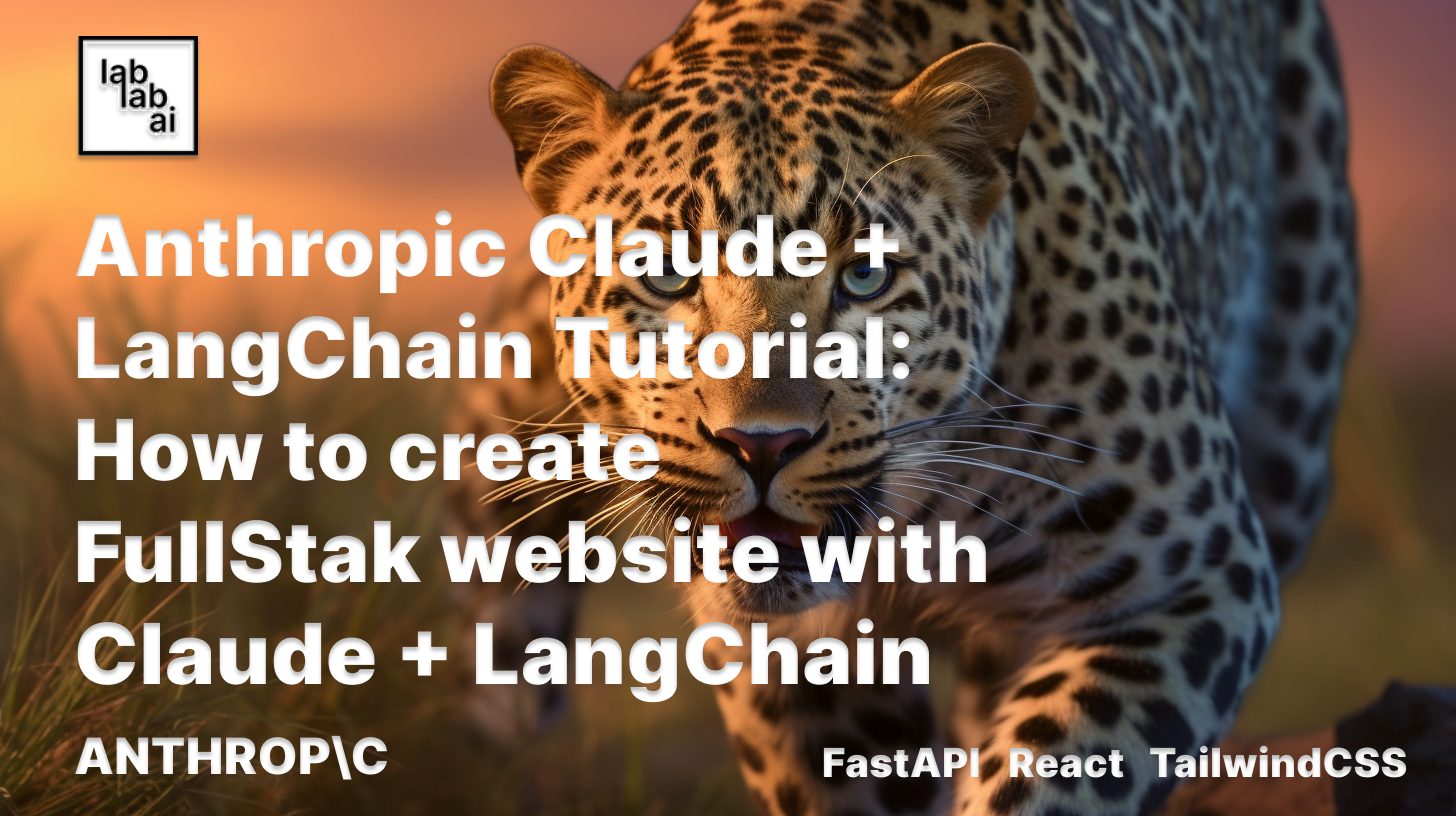 lab
lab
ai
Anthropic Claude +
LangChain Tutorial:
How to create
FullStak website with
Claude + LangChain
ANTHROP\C
FastAPI React TailwindCSS